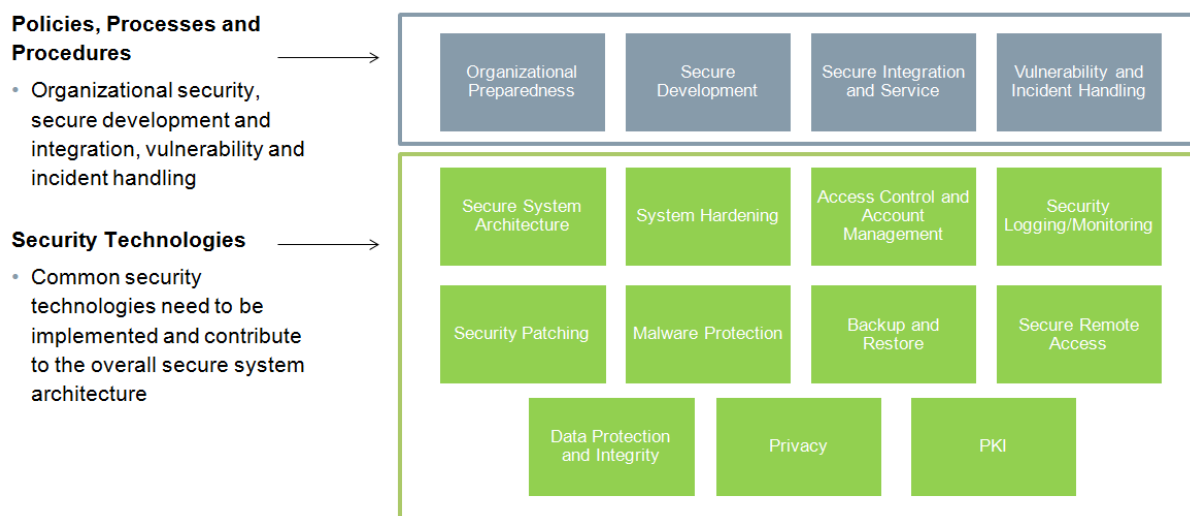 Policies, Processes and
Procedures
• Organizational security,
secure development and
integration, vulnerability and
incident handling
Security Technologies
• Common security
technologies need to be
implemented and contribute
to the overall secure system
architecture
Organizational
Preparedness
Secure
Development
Secure Integration
and Service
Vulnerability and
Incident Handling
Secure System
Architecture
System Hardening
Access Control and
Account
Management
Security
Logging/Monitoring
Security Patching
Malware Protection
Backup and
Restore
Secure Remote
Access
Data Protection
and Integrity
Privacy
PKI